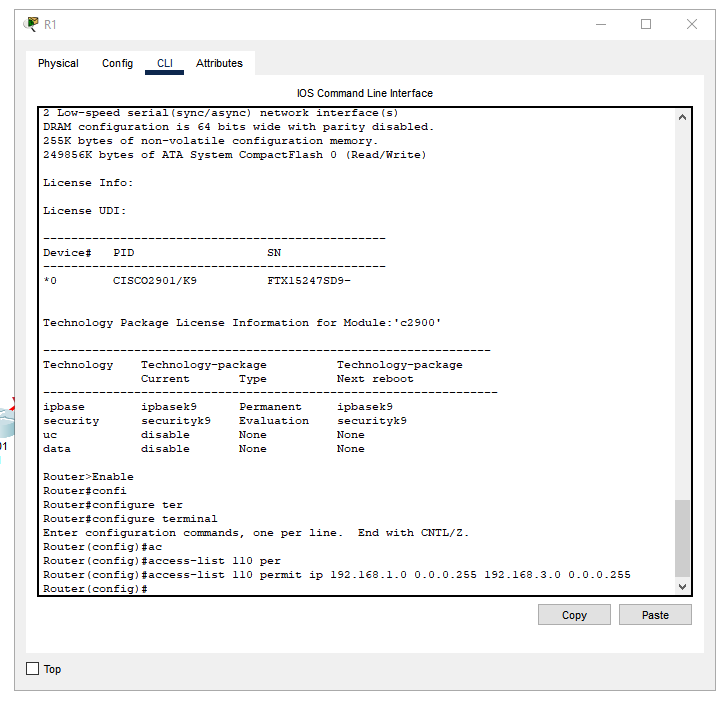 R1
Physical Config CLI Attributes
IOS Command Line Interface
2 Low-speed serial(sync/async) network interface(s)
DRAM configuration is 64 bits wide with parity disabled.
255K bytes of non-volatile configuration memory.
249856K bytes of ATA System CompactFlash 0 (Read/Write)
License Info:
License UDI:
-------------------------------------------------
Device# PID SN
-------------------------------------------------
*0 CISCO2901/K9 FTX15247SD9-
Technology Package License Information for Module:'c2900'
----------------------------------------------------------------
Technology Technology-package Technology-package
Current Type Next reboot
-----------------------------------------------------------------
ipbase ipbasek9 Permanent ipbasek9
security securityk9 Evaluation securityk9
uc disable None None
data disable None None
Router>Enable
Router#confi
Router#configure ter
Router#configure terminal
Enter configuration commands, one per line. End with CNTL/Z.
Router(config)#ac
Router(config)#access-list 110 per
Router(config)#access-list 110 permit ip 192.168.1.0 0.0.0.255 192.168.3.0 0.0.0.255
Router(config)#
Copy Paste
Top